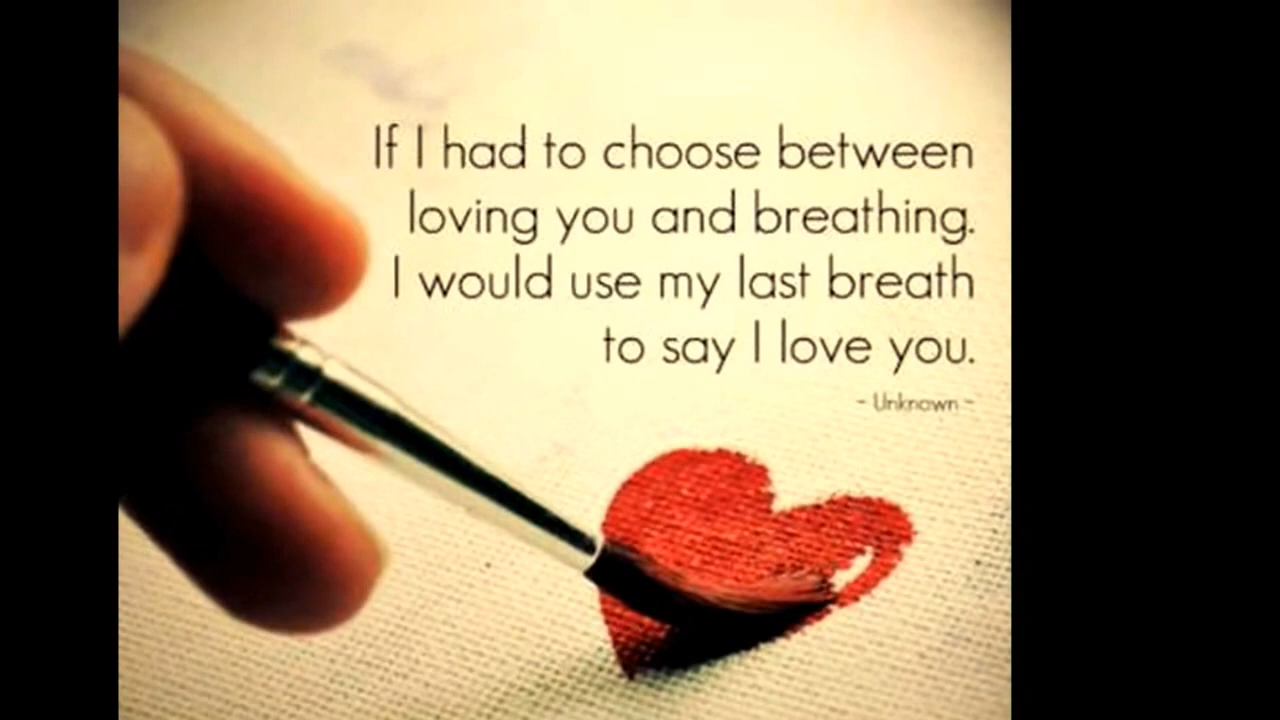 If I had to choose between
loving you and breathing.
I would use my last breath
to say I love you.
~ Unknown ~